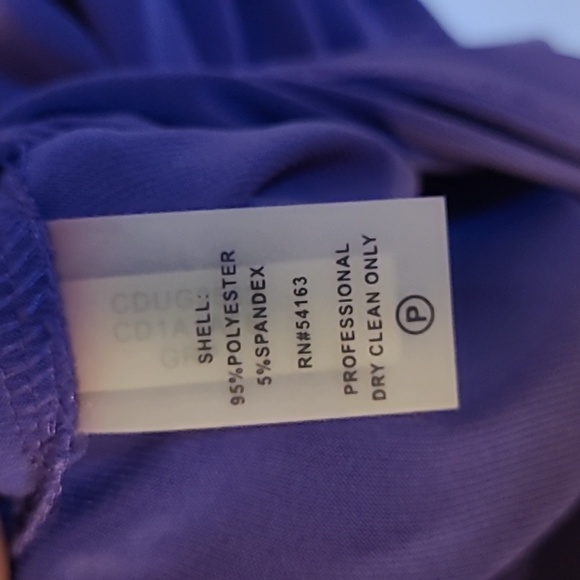 SHELL:
95%POLYESTER
5%SPANDEX
RN#54163
PROFESSIONAL
DRY CLEAN ONLY
P